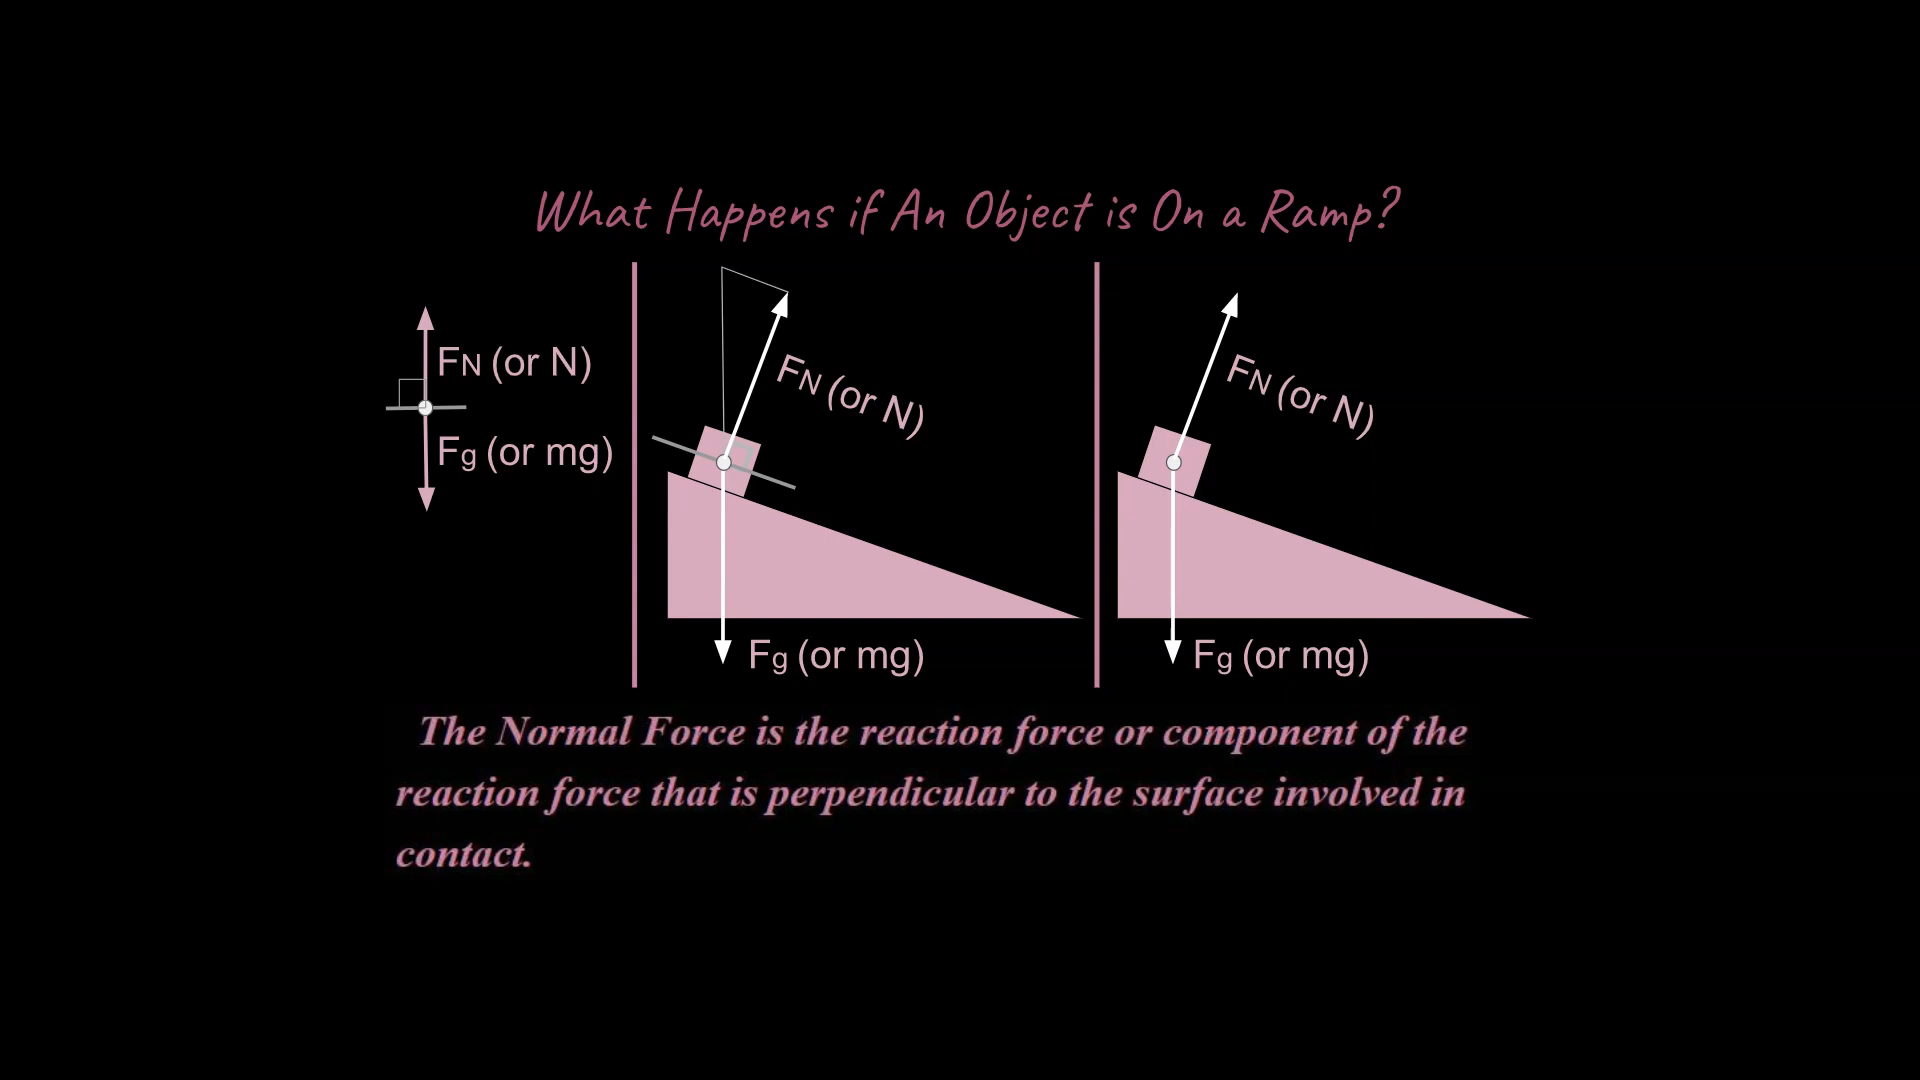 What Happens if An Object is On a Ramp?
FN (or N)
Fg (or mg)
FN (or N)
Fg (or mg)
FN (or N)
Fg (or mg)
The Normal Force is the reaction force or component of the
reaction force that is perpendicular to the surface involved in
contact.